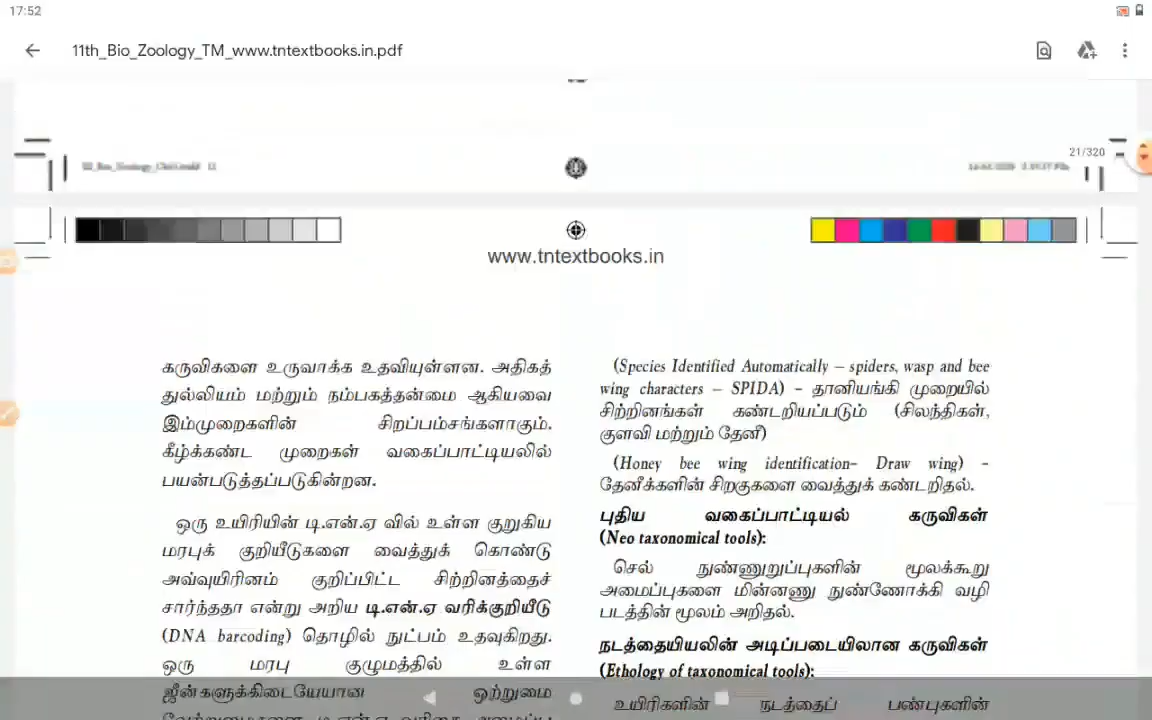 17:52
11th_Bio_Zoology_TM_www.tntextbooks.in.pdf
21/320
www.tntextbooks.in
கருவிகளை உருவாக்க உதவியுள்ளன. அதிகத்
துல்லியம் மற்றும் நம்பகத்தன்மை ஆகியவை
இம்முறைகளின் சிறப்பம்சங்களாகும்.
கீழ்க்கண்ட முறைகள் வகைப்பாட்டியலில்
பயன்படுத்தப்படுகின்றன.
ஒரு உயிரியின் டி.என்.ஏ வில் உள்ள குறுகிய
மரபுக் குறியீடுகளை வைத்துக் கொண்டு
அவ்வுயிரினம் குறிப்பிட்ட சிற்றினத்தைச்
சார்ந்ததா என்று அறிய டி.என்.ஏ வரிக்குறியீடு
(DNA barcoding) தொழில் நுட்பம் உதவுகிறது.
ஒரு மரபு குழுமத்தில் உள்ள
ஜீன்களுக்கிடையேயான ஒற்றுமை
(Species Identified Automatically – spiders, wasp and bee
wing characters – SPIDA) – தானியங்கி முறையில்
சிற்றினங்கள் கண்டறியப்படும் (சிலந்திகள்,
குளவி மற்றும் தேனீ)
(Honey bee wing identification– Draw wing) –
தேனீக்களின் சிறகுகளை வைத்துக் கண்டறிதல்.
புதிய வகைப்பாட்டியல் கருவிகள்
(Neo taxonomical tools):
செல் நுண்ணுறுப்புகளின் மூலக்கூறு
அமைப்புகளை மின்னணு நுண்ணோக்கி வழி
படத்தின் மூலம் அறிதல்.
நடத்தையியலின் அடிப்படையிலான கருவிகள்
(Ethology of taxonomical tools):
உயிரிகளின் நடத்தைப் பண்புகளின்